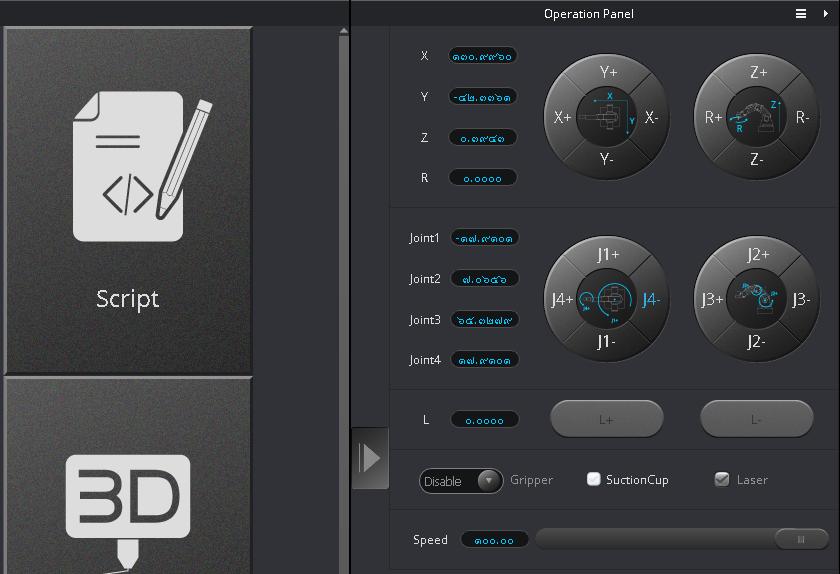 Operation Panel
X ๑๓๐.๙๙๖๐
Y -๔๒.๓๓๖๑
Z ๐.๓๙๔๓
R ๐.๐๐๐๐
Y+
X+ X-
Y-
X
Y
Z+
R+ R-
Z-
Z
R
Joint1 -๑๗.๙๑๐๑
Joint2 ๗.๐๖๕๖
Joint3 ๖๕.๓๒๗๙
Joint4 ๑๗.๙๑๐๑
J1+
J4+ J4-
J1-
J2+
J3+ J3-
J2-
L ๐.๐๐๐๐ L+ L-
Disable Gripper SuctionCup Laser
Speed ๑๐๐.๐๐
</>
Script
3D